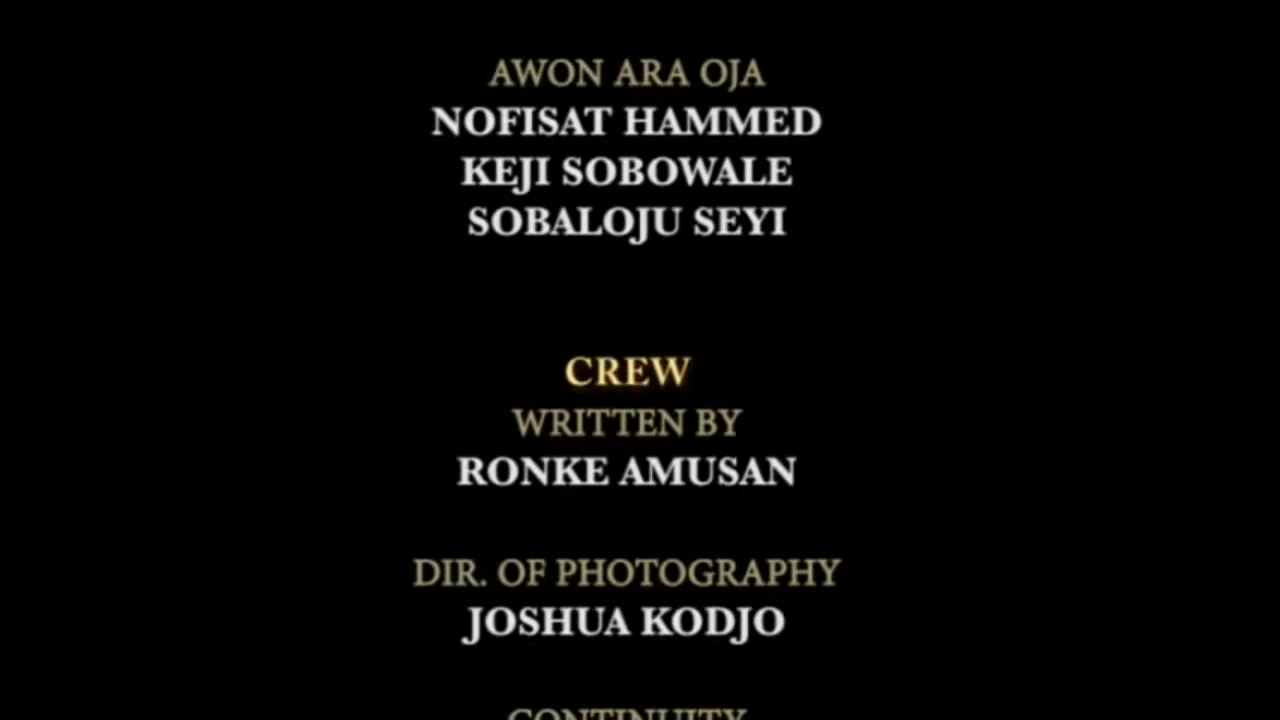 AWON ARA OJA
NOFISAT HAMMED
KEJI SOBOWALE
SOBALOJU SEYI
CREW
WRITTEN BY
RONKE AMUSAN
DIR. OF PHOTOGRAPHY
JOSHUA KODJO
CONTINUITY